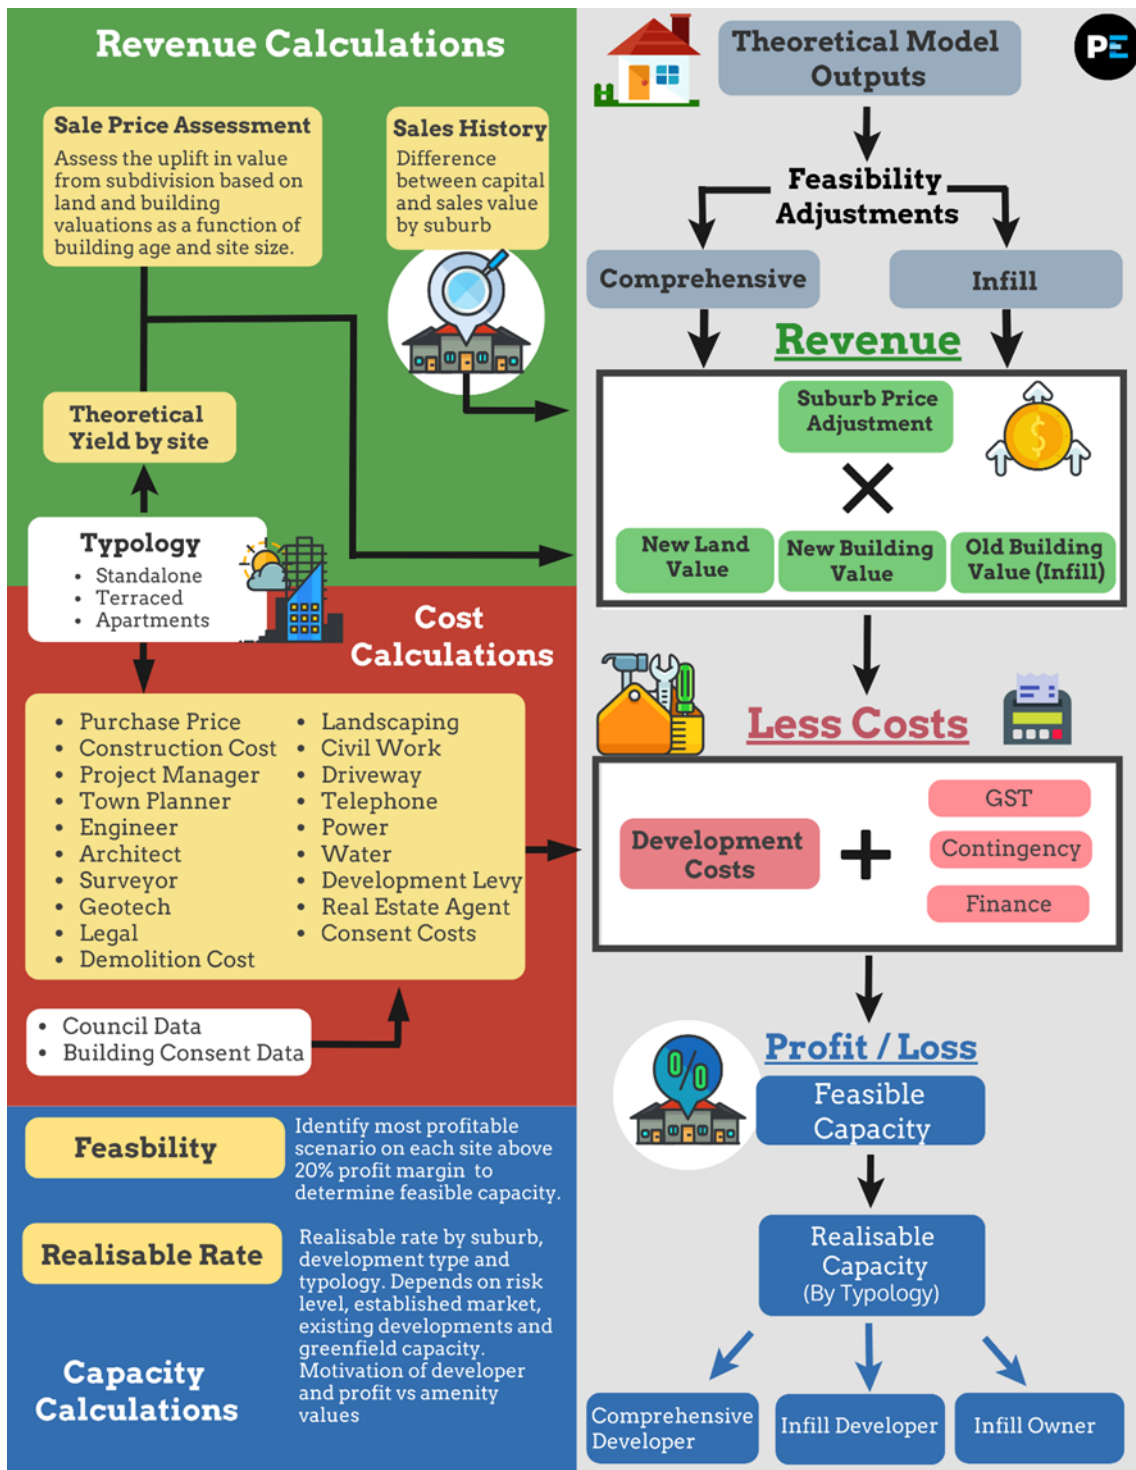 Revenue Calculations
Sale Price Assessment
Assess the uplift in value
from subdivision based on
land and building
valuations as a function of
building age and site size.
Sales History
Difference
between capital
and sales value
by suburb
Theoretical
Yield by site
Typology
• Standalone
• Terraced
• Apartments
Cost
Calculations
• Purchase Price
• Construction Cost
• Project Manager
• Town Planner
• Engineer
• Architect
• Surveyor
• Geotech
• Legal
• Demolition Cost
• Landscaping
• Civil Work
• Driveway
• Telephone
• Power
• Water
• Development Levy
• Real Estate Agent
• Consent Costs
• Council Data
• Building Consent Data
Feasbility
Identify most profitable
scenario on each site above
20% profit margin to
determine feasible capacity.
Realisable Rate
Realisable rate by suburb,
development type and
typology. Depends on risk
level, established market,
existing developments and
greenfield capacity.
Motivation of developer
and profit vs amenity
values
Capacity
Calculations
Theoretical Model
Outputs
PE
Feasibility
Adjustments
Comprehensive
Infill
Revenue
Suburb Price
Adjustment
$
×
New Land
Value
New Building
Value
Old Building
Value (Infill)
Less Costs
Development
Costs
+
GST
Contingency
Finance
Profit / Loss
%
Feasible
Capacity
Realisable
Capacity
(By Typology)
Comprehensive
Developer
Infill Developer
Infill Owner